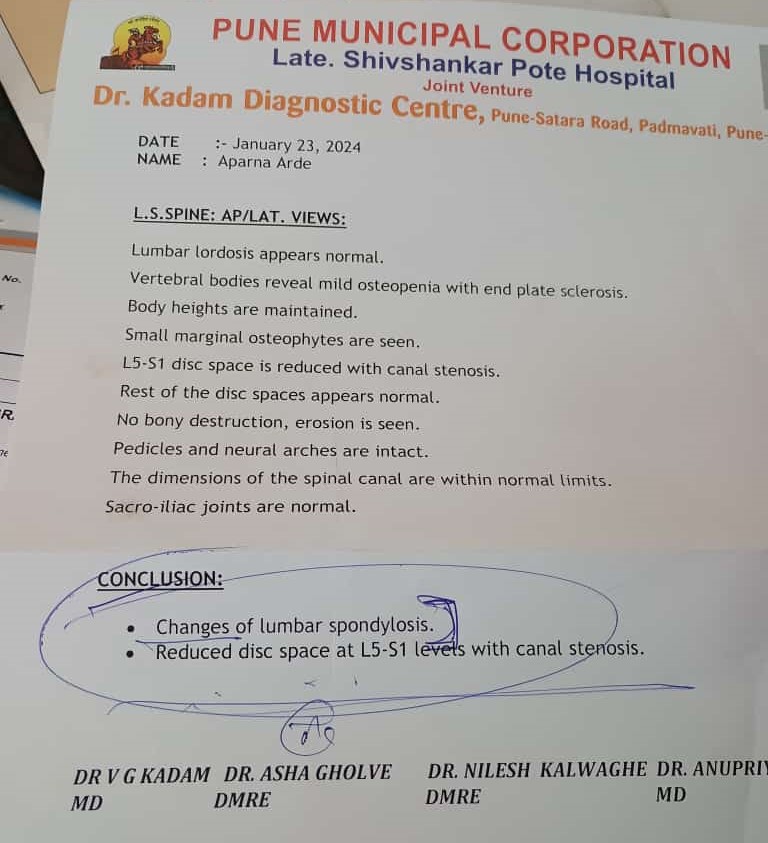 PUNE MUNICIPAL CORPORATION
Late. Shivshankar Pote Hospital
Joint Venture
Dr. Kadam Diagnostic Centre, Pune-Satara Road, Padmavati, Pune-
DATE :- January 23, 2024
NAME : Aparna Arde
L.S.SPINE: AP/LAT. VIEWS:
Lumbar lordosis appears normal.
Vertebral bodies reveal mild osteopenia with end plate sclerosis.
Body heights are maintained.
Small marginal osteophytes are seen.
L5-S1 disc space is reduced with canal stenosis.
Rest of the disc spaces appears normal.
No bony destruction, erosion is seen.
Pedicles and neural arches are intact.
The dimensions of the spinal canal are within normal limits.
Sacro-iliac joints are normal.
CONCLUSION:
• Changes of lumbar spondylosis.
• Reduced disc space at L5-S1 levels with canal stenosis.
DR V G KADAM DR. ASHA GHOLVE DR. NILESH KALWAGHE DR. ANUPRIY
MD DMRE DMRE MD
No.
R.